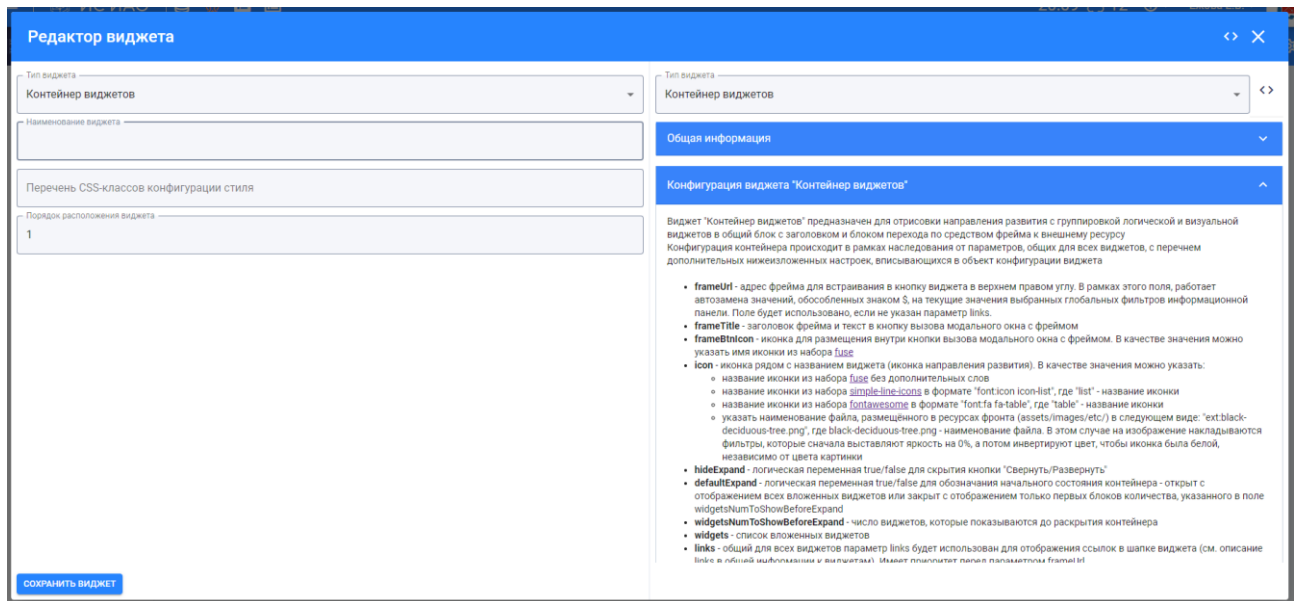 Редактор виджета
<>
Тип виджета
Контейнер виджетов
Наименование виджета
Перечень CSS-классов конфигурации стиля
Порядок расположения виджета
1
СОХРАНИТЬ ВИДЖЕТ
Тип виджета
Контейнер виджетов
<>
Общая информация
Конфигурация виджета "Контейнер виджетов"
Виджет "Контейнер виджетов" предназначен для отрисовки направления развития с группировкой логической и визуальной
виджетов в общий блок с заголовком и блоком перехода по средством фрейма к внешнему ресурсу
Конфигурация контейнера происходит в рамках наследования от параметров, общих для всех виджетов, с перечнем
дополнительных нижеизложенных настроек, вписывающихся в объект конфигурации виджета
• frameUrl - адрес фрейма для встраивания в кнопку виджета в верхнем правом углу. В рамках этого поля, работает
автозамена значений, обособленных знаком $, на текущие значения выбранных глобальных фильтров информационной
панели. Поле будет использовано, если не указан параметр links.
• frameTitle - заголовок фрейма и текст в кнопку вызова модального окна с фреймом
• frameBtnIcon - иконка для размещения внутри кнопки вызова модального окна с фреймом. В качестве значения можно
указать имя иконки из набора fuse
• icon - иконка рядом с названием виджета (иконка направления развития). В качестве значения можно указать:
◦ название иконки из набора fuse без дополнительных слов
◦ название иконки из набора simple-line-icons в формате "font:icon icon-list", где "list" - название иконки
◦ название иконки из набора fontawesome в формате "font:fa fa-table", где "table" - название иконки
◦ указать наименование файла, размещённого в ресурсах фронта (assets/images/etc/) в следующем виде: "ext:black-
deciduous-tree.png", где black-deciduous-tree.png - наименование файла. В этом случае на изображение накладываются
фильтры, которые сначала выставляют яркость на 0%, а потом инвертируют цвет, чтобы иконка была белой,
независимо от цвета картинки
• hideExpand - логическая переменная true/false для скрытия кнопки "Свернуть/Развернуть"
• defaultExpand - логическая переменная true/false для обозначания начального состояния контейнера - открыт с
отображением всех вложенных виджетов или закрыт с отображением только первых блоков количества, указанного в поле
widgetsNumToShowBeforeExpand
• widgetsNumToShowBeforeExpand - число виджетов, которые показываются до раскрытия контейнера
• widgets - список вложенных виджетов
• links - общий для всех виджетов параметр links будет использован для отображения ссылок в шапке виджета (см. описание
links в общей информации к виджетам). Имеет приоритет перед параметром frameUrl